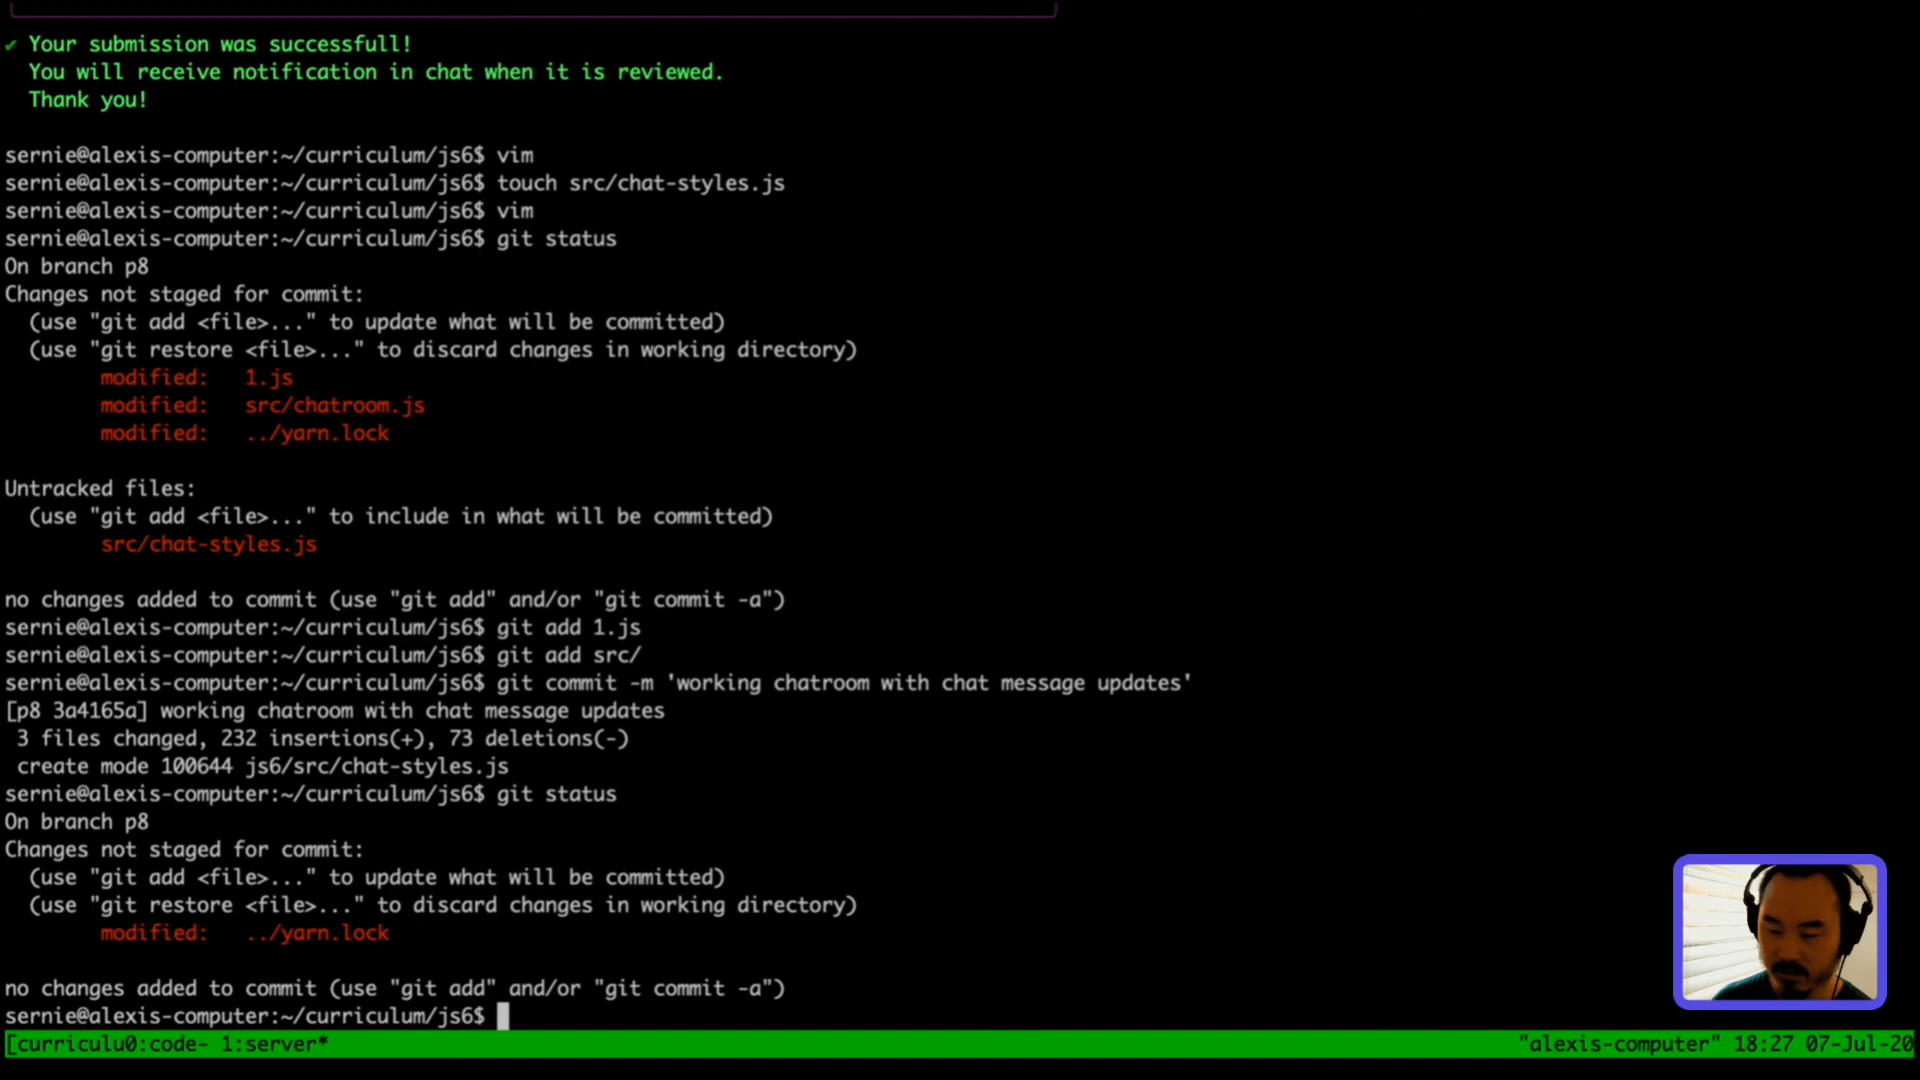 ✔ Your submission was successfull!
You will receive notification in chat when it is reviewed.
Thank you!
sernie@alexis-computer:~/curriculum/js6$ vim
sernie@alexis-computer:~/curriculum/js6$ touch src/chat-styles.js
sernie@alexis-computer:~/curriculum/js6$ vim
sernie@alexis-computer:~/curriculum/js6$ git status
On branch p8
Changes not staged for commit:
(use "git add <file>..." to update what will be committed)
(use "git restore <file>..." to discard changes in working directory)
modified:   1.js
modified:   src/chatroom.js
modified:   ../yarn.lock
Untracked files:
(use "git add <file>..." to include in what will be committed)
src/chat-styles.js
no changes added to commit (use "git add" and/or "git commit -a")
sernie@alexis-computer:~/curriculum/js6$ git add 1.js
sernie@alexis-computer:~/curriculum/js6$ git add src/
sernie@alexis-computer:~/curriculum/js6$ git commit -m 'working chatroom with chat message updates'
[p8 3a4165a] working chatroom with chat message updates
3 files changed, 232 insertions(+), 73 deletions(-)
create mode 100644 js6/src/chat-styles.js
sernie@alexis-computer:~/curriculum/js6$ git status
On branch p8
Changes not staged for commit:
(use "git add <file>..." to update what will be committed)
(use "git restore <file>..." to discard changes in working directory)
modified:   ../yarn.lock
no changes added to commit (use "git add" and/or "git commit -a")
sernie@alexis-computer:~/curriculum/js6$
[curriculu0:code- 1:server* "alexis-computer" 18:27 07-Jul-20